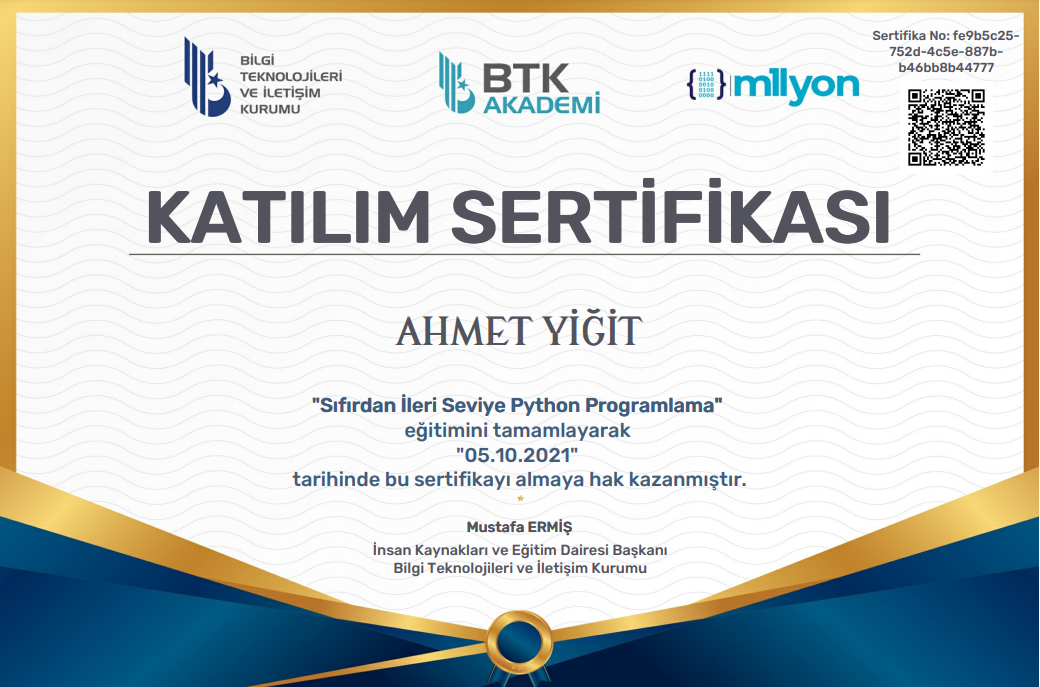 BİLGİ
TEKNOLOJİLERİ
VE İLETİŞİM
KURUMU
BTK
AKADEMİ
1111
0100
0010
0100
0000
m1lyon
Sertifika No: fe9b5c25-
752d-4c5e-887b-
b46bb8b44777
KATILIM SERTİFİKASI
AHMET YİĞİT
"Sıfırdan İleri Seviye Python Programlama"
eğitimini tamamlayarak
"05.10.2021"
tarihinde bu sertifikayı almaya hak kazanmıştır.
Mustafa ERMİŞ
İnsan Kaynakları ve Eğitim Dairesi Başkanı
Bilgi Teknolojileri ve İletişim Kurumu